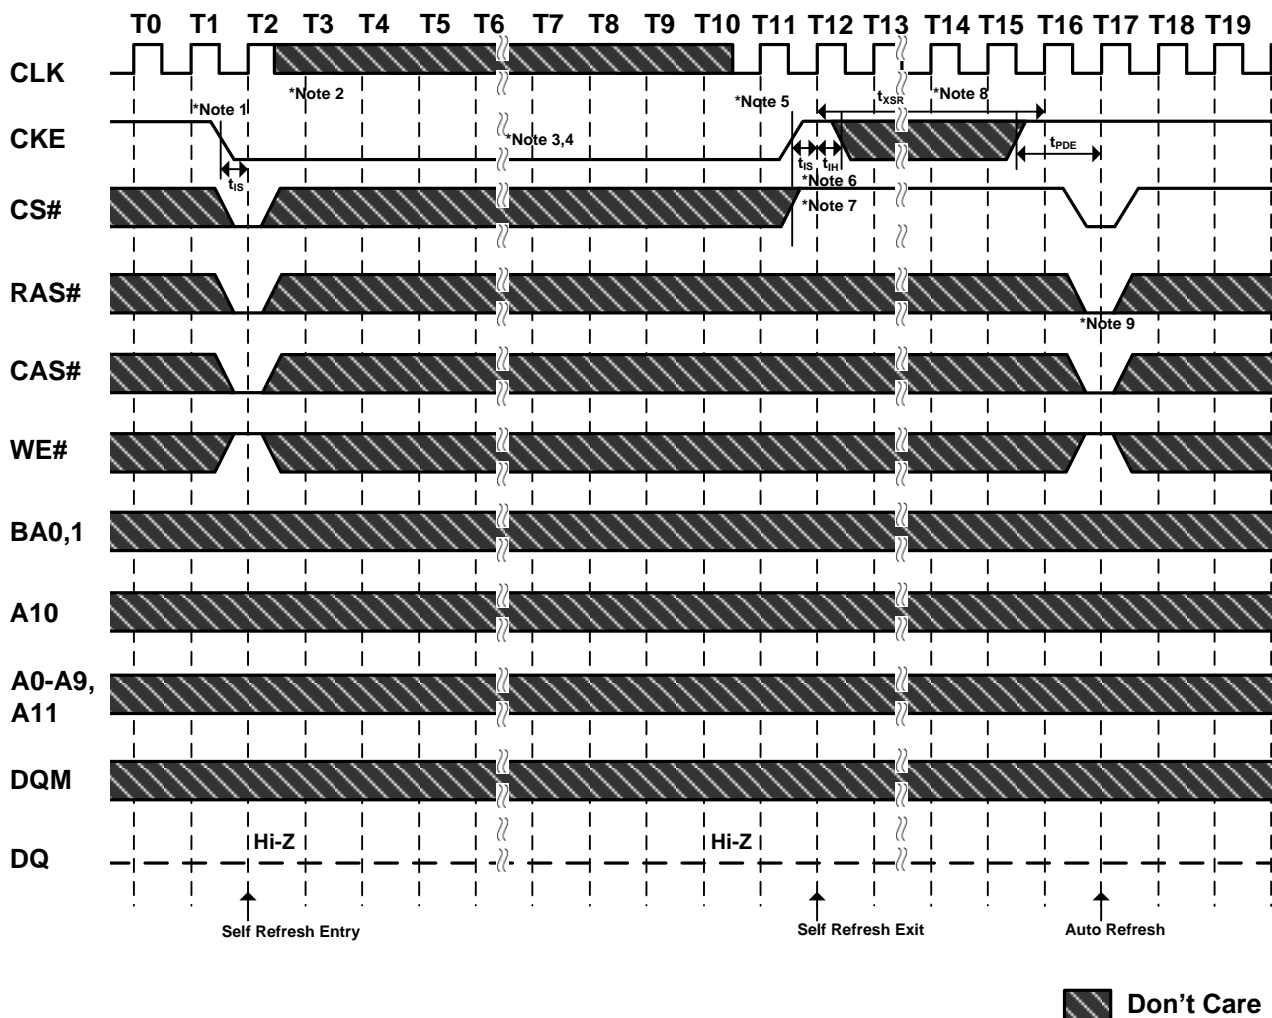 T0 T1 T2 T3 T4 T5 T6 T7 T8 T9 T10 T11 T12 T13 T14 T15 T16 T17 T18 T19
CLK
*Note 1 *Note 2 *Note 5 tXSR *Note 8
CKE
*Note 3,4 tPDE
tIS tIS tIH
*Note 6
CS#
*Note 7
RAS#
*Note 9
CAS#
WE#
BA0,1
A10
A0-A9,
A11
DQM
Hi-Z Hi-Z
DQ
Self Refresh Entry Self Refresh Exit Auto Refresh
Don't Care